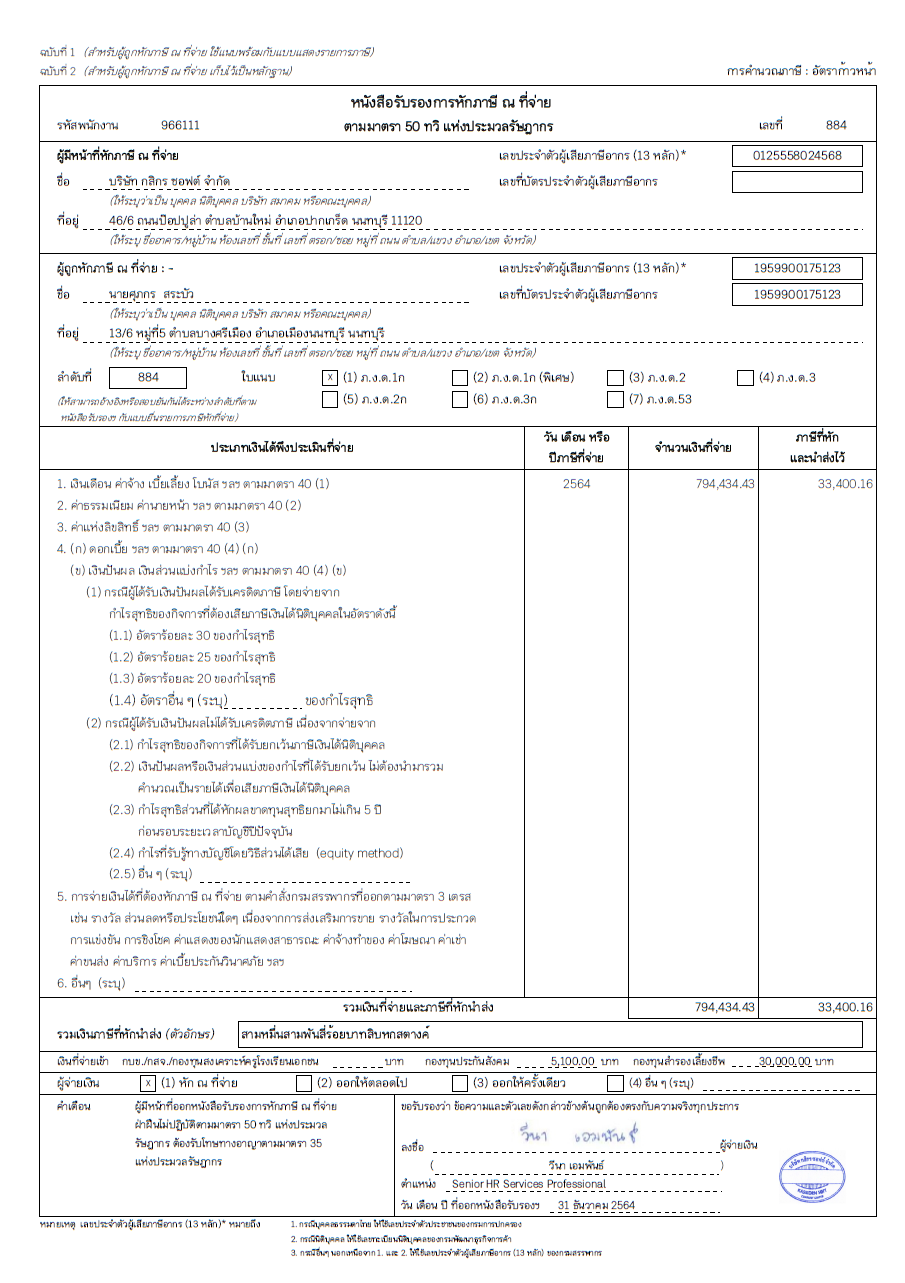 ฉบับที่ 1 (สำหรับผู้ถูกหักภาษี ณ ที่จ่าย ใช้แนบพร้อมกับแบบแสดงรายการภาษี)
ฉบับที่ 2 (สำหรับผู้ถูกหักภาษี ณ ที่จ่าย เก็บไว้เป็นหลักฐาน) การคำนวณภาษี : อัตราก้าวหน้า
หนังสือรับรองการหักภาษี ณ ที่จ่าย
รหัสพนักงาน 966111 ตามมาตรา 50 ทวิ แห่งประมวลรัษฎากร เลขที่ 884
ผู้มีหน้าที่หักภาษี ณ ที่จ่าย เลขประจำตัวผู้เสียภาษีอากร (13 หลัก)* 0125558024568
ชื่อ บริษัท กสิกร ซอฟต์ จำกัด เลขที่บัตรประจำตัวผู้เสียภาษีอากร
(ให้ระบุว่าเป็น บุคคล นิติบุคคล บริษัท สมาคม หรือคณะบุคคล)
ที่อยู่ 46/6 ถนนป๊อปปูล่า ตำบลบ้านใหม่ อำเภอปากเกร็ด นนทบุรี 11120
(ให้ระบุ ชื่ออาคาร/หมู่บ้าน ห้องเลขที่ ชั้นที่ เลขที่ ตรอก/ซอย หมู่ที่ ถนน ตำบล/แขวง อำเภอ/เขต จังหวัด)
ผู้ถูกหักภาษี ณ ที่จ่าย : - เลขประจำตัวผู้เสียภาษีอากร (13 หลัก)* 1959900175123
ชื่อ นายศุภกร สระบัว เลขที่บัตรประจำตัวผู้เสียภาษีอากร 1959900175123
(ให้ระบุว่าเป็น บุคคล นิติบุคคล บริษัท สมาคม หรือคณะบุคคล)
ที่อยู่ 13/6 หมู่ที่5 ตำบลบางศรีเมือง อำเภอเมืองนนทบุรี นนทบุรี
(ให้ระบุ ชื่ออาคาร/หมู่บ้าน ห้องเลขที่ ชั้นที่ เลขที่ ตรอก/ซอย หมู่ที่ ถนน ตำบล/แขวง อำเภอ/เขต จังหวัด)
ลำดับที่ 884 ใบแนบ x (1) ภ.ง.ด.1ก (2) ภ.ง.ด.1ก (พิเศษ) (3) ภ.ง.ด.2 (4) ภ.ง.ด.3
(ให้สามารถอ้างอิงหรือสอบยันกันได้ระหว่างลำดับที่ตาม (5) ภ.ง.ด.2ก (6) ภ.ง.ด.3ก (7) ภ.ง.ด.53
หนังสือรับรองฯ กับแบบยื่นรายการภาษีหักที่จ่าย)
ประเภทเงินได้พึงประเมินที่จ่าย วัน เดือน หรือ ปีภาษีที่จ่าย จำนวนเงินที่จ่าย ภาษีที่หัก และนำส่งไว้
1. เงินเดือน ค่าจ้าง เบี้ยเลี้ยง โบนัส ฯลฯ ตามมาตรา 40 (1) 2564 794,434.43 33,400.16
2. ค่าธรรมเนียม ค่านายหน้า ฯลฯ ตามมาตรา 40 (2)
3. ค่าแห่งลิขสิทธิ์ ฯลฯ ตามมาตรา 40 (3)
4. (ก) ดอกเบี้ย ฯลฯ ตามมาตรา 40 (4) (ก)
(ข) เงินปันผล เงินส่วนแบ่งกำไร ฯลฯ ตามมาตรา 40 (4) (ข)
(1) กรณีผู้ได้รับเงินปันผลได้รับเครดิตภาษี โดยจ่ายจาก
กำไรสุทธิของกิจการที่ต้องเสียภาษีเงินได้นิติบุคคลในอัตราดังนี้
(1.1) อัตราร้อยละ 30 ของกำไรสุทธิ
(1.2) อัตราร้อยละ 25 ของกำไรสุทธิ
(1.3) อัตราร้อยละ 20 ของกำไรสุทธิ
(1.4) อัตราอื่น ๆ (ระบุ) ของกำไรสุทธิ
(2) กรณีผู้ได้รับเงินปันผลไม่ได้รับเครดิตภาษี เนื่องจากจ่ายจาก
(2.1) กำไรสุทธิของกิจการที่ได้รับยกเว้นภาษีเงินได้นิติบุคคล
(2.2) เงินปันผลหรือเงินส่วนแบ่งของกำไรที่ได้รับยกเว้น ไม่ต้องนำมารวม
คำนวณเป็นรายได้เพื่อเสียภาษีเงินได้นิติบุคคล
(2.3) กำไรสุทธิส่วนที่ได้หักผลขาดทุนสุทธิยกมาไม่เกิน 5 ปี
ก่อนรอบระยะเวลาบัญชีปีปัจจุบัน
(2.4) กำไรที่รับรู้ทางบัญชีโดยวิธีส่วนได้เสีย (equity method)
(2.5) อื่น ๆ (ระบุ)
5. การจ่ายเงินได้ที่ต้องหักภาษี ณ ที่จ่าย ตามคำสั่งกรมสรรพากรที่ออกตามมาตรา 3 เตรส
เช่น รางวัล ส่วนลดหรือประโยชน์ใดๆ เนื่องจากการส่งเสริมการขาย รางวัลในการประกวด
การแข่งขัน การชิงโชค ค่าแสดงของนักแสดงสาธารณะ ค่าจ้างทำของ ค่าโฆษณา ค่าเช่า
ค่าขนส่ง ค่าบริการ ค่าเบี้ยประกันวินาศภัย ฯลฯ
6. อื่นๆ (ระบุ)
รวมเงินที่จ่ายและภาษีที่หักนำส่ง 794,434.43 33,400.16
รวมเงินภาษีที่หักนำส่ง (ตัวอักษร) สามหมื่นสามพันสี่ร้อยบาทสิบหกสตางค์
เงินที่จ่ายเข้า กบข./กสจ./กองทุนสงเคราะห์ครูโรงเรียนเอกชน บาท กองทุนประกันสังคม 5,100.00 บาท กองทุนสำรองเลี้ยงชีพ 30,000.00 บาท
ผู้จ่ายเงิน x (1) หัก ณ ที่จ่าย (2) ออกให้ตลอดไป (3) ออกให้ครั้งเดียว (4) อื่น ๆ (ระบุ)
คำเตือน ผู้มีหน้าที่ออกหนังสือรับรองการหักภาษี ณ ที่จ่าย
ฝ่าฝืนไม่ปฏิบัติตามมาตรา 50 ทวิ แห่งประมวล
รัษฎากร ต้องรับโทษทางอาญาตามมาตรา 35
แห่งประมวลรัษฎากร
ขอรับรองว่า ข้อความและตัวเลขดังกล่าวข้างต้นถูกต้องตรงกับความจริงทุกประการ
ลงชื่อ วีนา เอมพันธ์ ผู้จ่ายเงิน
( วีนา เอมพันธ์ )
ตำแหน่ง Senior HR Services Professional
วัน เดือน ปี ที่ออกหนังสือรับรองฯ 31 ธันวาคม 2564
หมายเหตุ เลขประจำตัวผู้เสียภาษีอากร (13 หลัก)* หมายถึง 1. กรณีบุคคลธรรมดาไทย ให้ใช้เลขประจำตัวประชาชนของกรมการปกครอง
2. กรณีนิติบุคคล ให้ใช้เลขทะเบียนนิติบุคคลของกรมพัฒนาธุรกิจการค้า
3. กรณีอื่นๆ นอกเหนือจาก 1. และ 2. ให้ใช้เลขประจำตัวผู้เสียภาษีอากร (13 หลัก) ของกรมสรรพากร